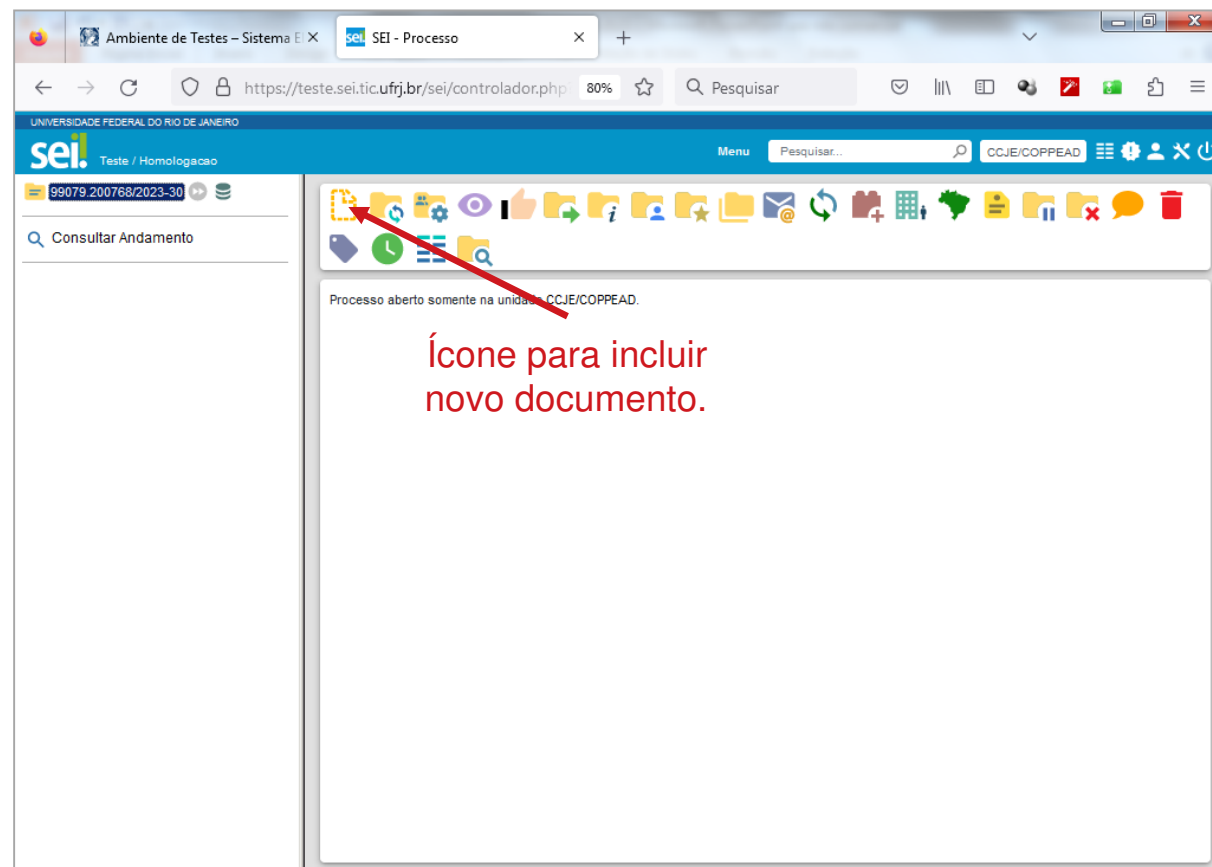 Ambiente de Testes – Sistema E
sei. SEI - Processo
https://teste.sei.tic.ufrj.br/sei/controlador.php
80%
Pesquisar
UNIVERSIDADE FEDERAL DO RIO DE JANEIRO
sei! Teste / Homologacao
Menu
Pesquisar...
CCJE/COPPEAD
99079.200768/2023-30
Consultar Andamento
Processo aberto somente na unidade CCJE/COPPEAD.
Ícone para incluir
novo documento.